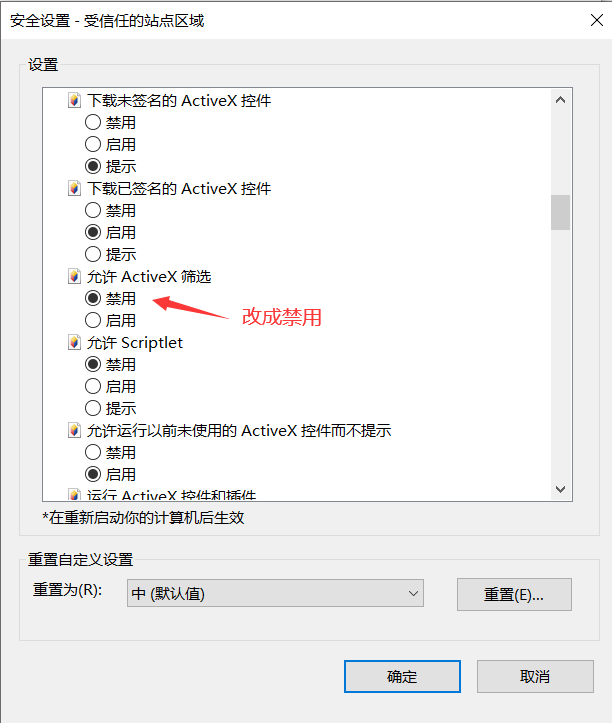 安全设置 - 受信任的站点区域
设置
下载未签名的 ActiveX 控件
禁用
启用
提示
下载已签名的 ActiveX 控件
禁用
启用
提示
允许 ActiveX 筛选
禁用
改成禁用
启用
允许 Scriptlet
禁用
启用
提示
允许运行以前未使用的 ActiveX 控件而不提示
禁用
启用
运行 ActiveX 控件和插件
*在重新启动你的计算机后生效
重置自定义设置
重置为(R):
中 (默认值)
重置(E)...
确定
取消